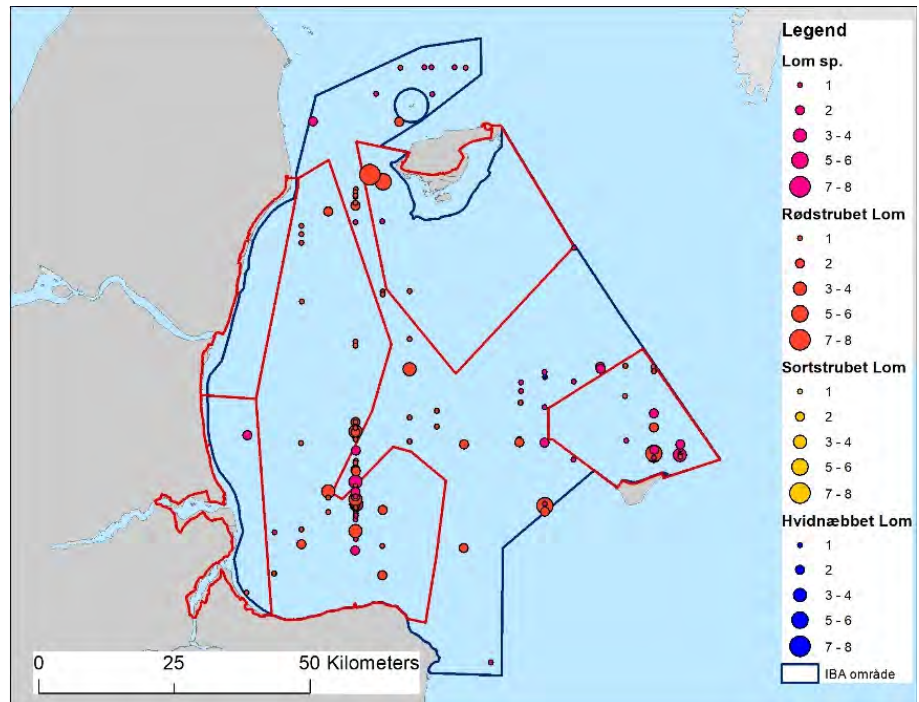 Legend
Lom sp.
1
2
3 - 4
5 - 6
7 - 8
Rødstrubet Lom
1
2
3 - 4
5 - 6
7 - 8
Sortstrubet Lom
1
2
3 - 4
5 - 6
7 - 8
Hvidnæbbet Lom
1
2
3 - 4
5 - 6
7 - 8
IBA område
0 25 50 Kilometers